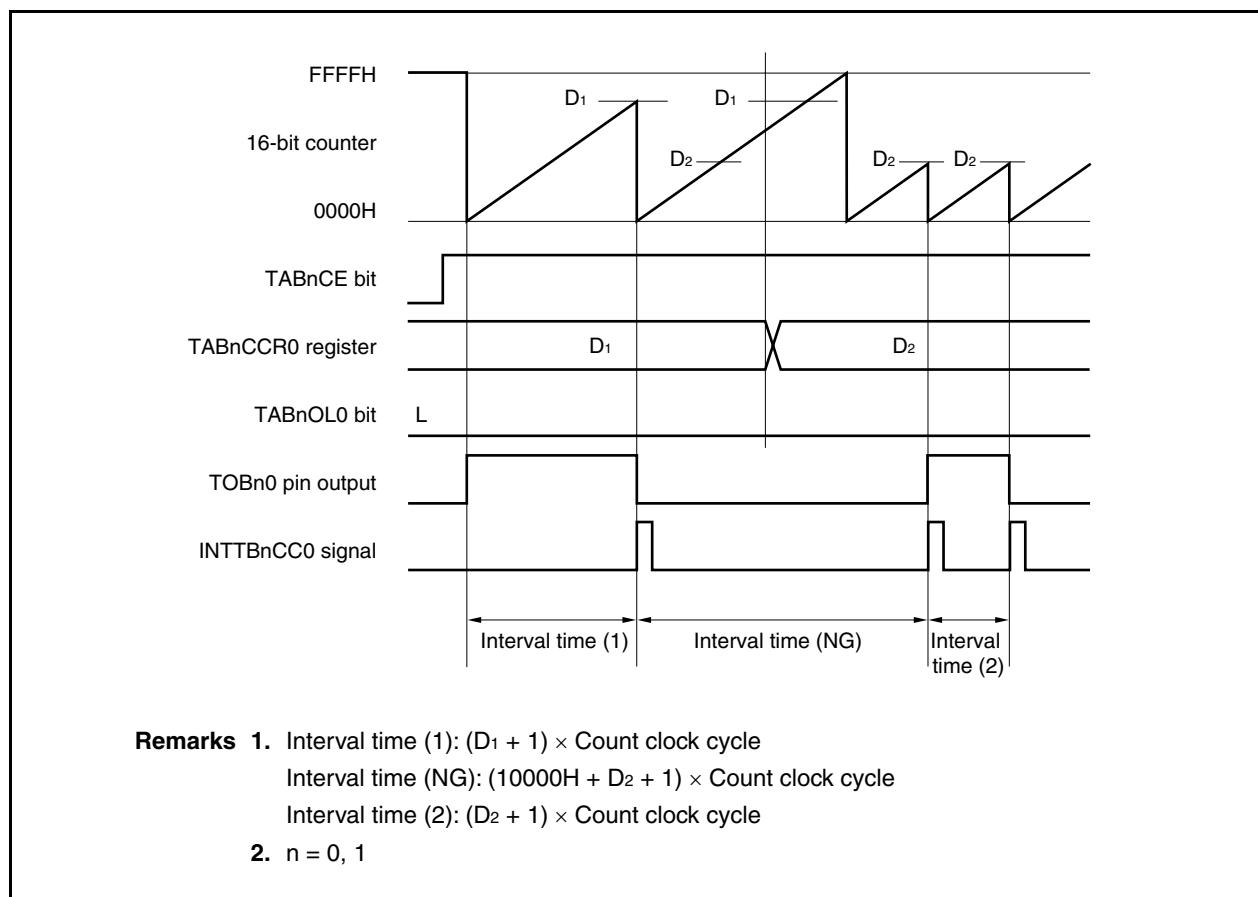 FFFFH
D1 D1
16-bit counter
D2 D2 D2
0000H
TABnCE bit
TABnCCR0 register D1 D2
TABnOL0 bit L
TOBn0 pin output
INTTBnCC0 signal
Interval time (1) Interval time (NG) Interval
time (2)
Remarks 1. Interval time (1): (D1 + 1) × Count clock cycle
Interval time (NG): (10000H + D2 + 1) × Count clock cycle
Interval time (2): (D2 + 1) × Count clock cycle
2. n = 0, 1